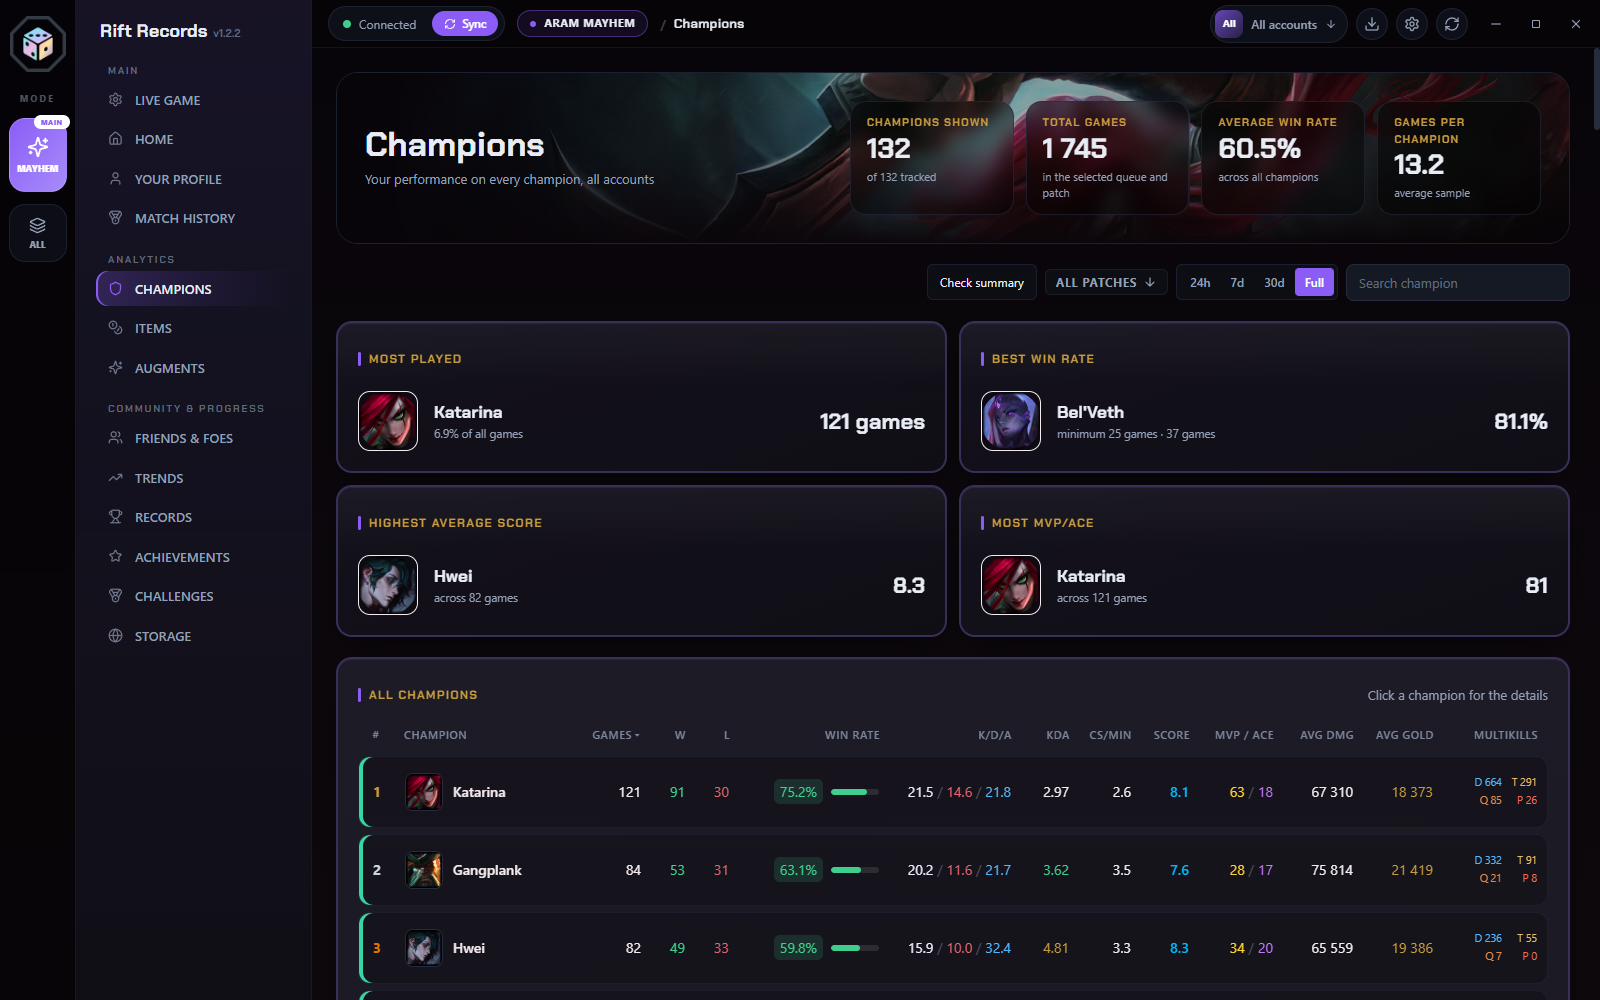 Rift Records v1.2.2
Connected
Sync
ARAM MAYHEM / Champions
All All accounts
MODE
MAIN
MAYHEM
ALL
MAIN
LIVE GAME
HOME
YOUR PROFILE
MATCH HISTORY
ANALYTICS
CHAMPIONS
ITEMS
AUGMENTS
COMMUNITY & PROGRESS
FRIENDS & FOES
TRENDS
RECORDS
ACHIEVEMENTS
CHALLENGES
STORAGE
Champions
Your performance on every champion, all accounts
CHAMPIONS SHOWN
132
of 132 tracked
TOTAL GAMES
1 745
in the selected queue and
patch
AVERAGE WIN RATE
60.5%
across all champions
GAMES PER
CHAMPION
13.2
average sample
Check summary
ALL PATCHES
24h 7d 30d Full
Search champion
MOST PLAYED
Katarina
6.9% of all games
121 games
BEST WIN RATE
Bel'Veth
minimum 25 games · 37 games
81.1%
HIGHEST AVERAGE SCORE
Hwei
across 82 games
8.3
MOST MVP/ACE
Katarina
across 121 games
81
ALL CHAMPIONS
Click a champion for the details
# CHAMPION GAMES W L WIN RATE K/D/A KDA CS/MIN SCORE MVP / ACE AVG DMG AVG GOLD MULTIKILLS
1 Katarina 121 91 30 75.2% 21.5 / 14.6 / 21.8 2.97 2.6 8.1 63 / 18 67 310 18 373 D 664 T 291
Q 85 P 26
2 Gangplank 84 53 31 63.1% 20.2 / 11.6 / 21.7 3.62 3.5 7.6 28 / 17 75 814 21 419 D 332 T 91
Q 21 P 8
3 Hwei 82 49 33 59.8% 15.9 / 10.0 / 32.4 4.81 3.3 8.3 34 / 20 65 559 19 386 D 236 T 55
Q 7 P 0